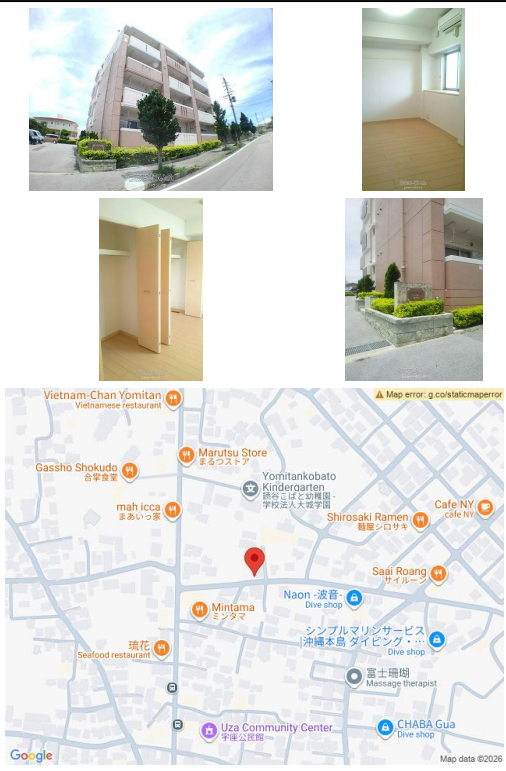 Map error: g.co/staticmaperror
Vietnam-Chan Yomitan
Vietnamese restaurant
Marutsu Store
まるつストア
Gassho Shokudo
合掌食堂
Yomitankobato
Kindergarten
読谷こばと幼稚園 -
学校法人大城学園
mah icca
まあいっ家
Cafe NY
cafe NY
Shirosaki Ramen
麺屋シロサキ
Saai Roang
サイルーン
Naon -波音-
Dive shop
Mintama
ミンタマ
シンプルマリンサービス
沖縄本島 ダイビング・…
Dive shop
琉花
Seafood restaurant
富士珊瑚
Massage therapist
Uza Community Center
宇座公民館
CHABA Gua
Dive shop
Google
Map data ©2026